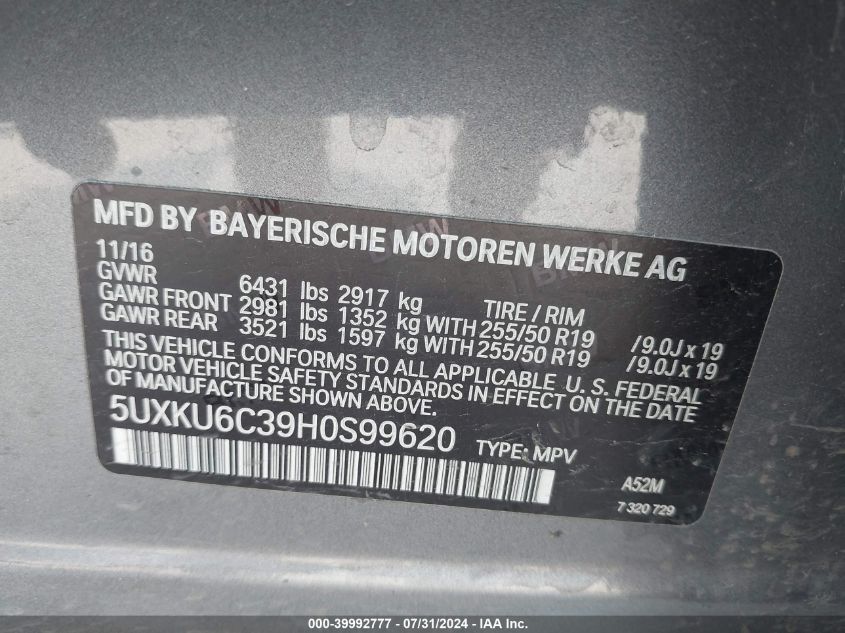 MFD BY BAYERISCHE MOTOREN WERKE AG
11/16
GVWR 6431 lbs 2917 kg TIRE / RIM
GAWR FRONT 2981 lbs 1352 kg WITH 255/50 R19 /9.0J x 19
GAWR REAR 3521 lbs 1597 kg WITH 255/50 R19 /9.0J x 19
THIS VEHICLE CONFORMS TO ALL APPLICABLE U.S. FEDERAL
MOTOR VEHICLE SAFETY STANDARDS IN EFFECT ON THE DATE
OF MANUFACTURE SHOWN ABOVE.
5UXKU6C39H0S99620 TYPE: MPV
A52M
7 320 729
000-39992777 - 07/31/2024 - IAA Inc.